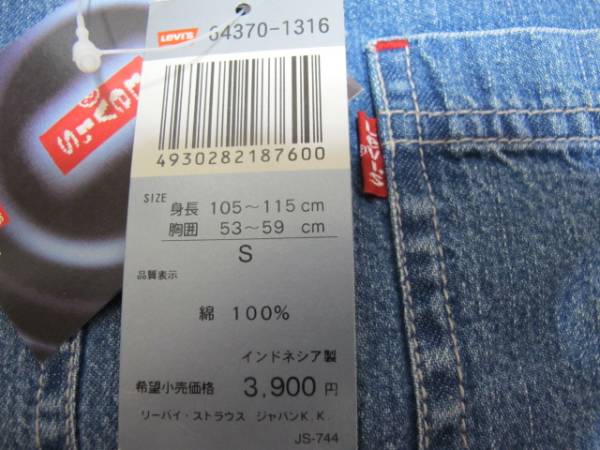 LEVI'S 64370-1316
4930282187600
SIZE
身長 105〜115 cm
胸囲 53〜59 cm
S
品質表示
綿 100%
インドネシア製
希望小売価格 3,900 円
リーバイ・ストラウス ジャパンK.K.
JS-744
Levi's
Levi's